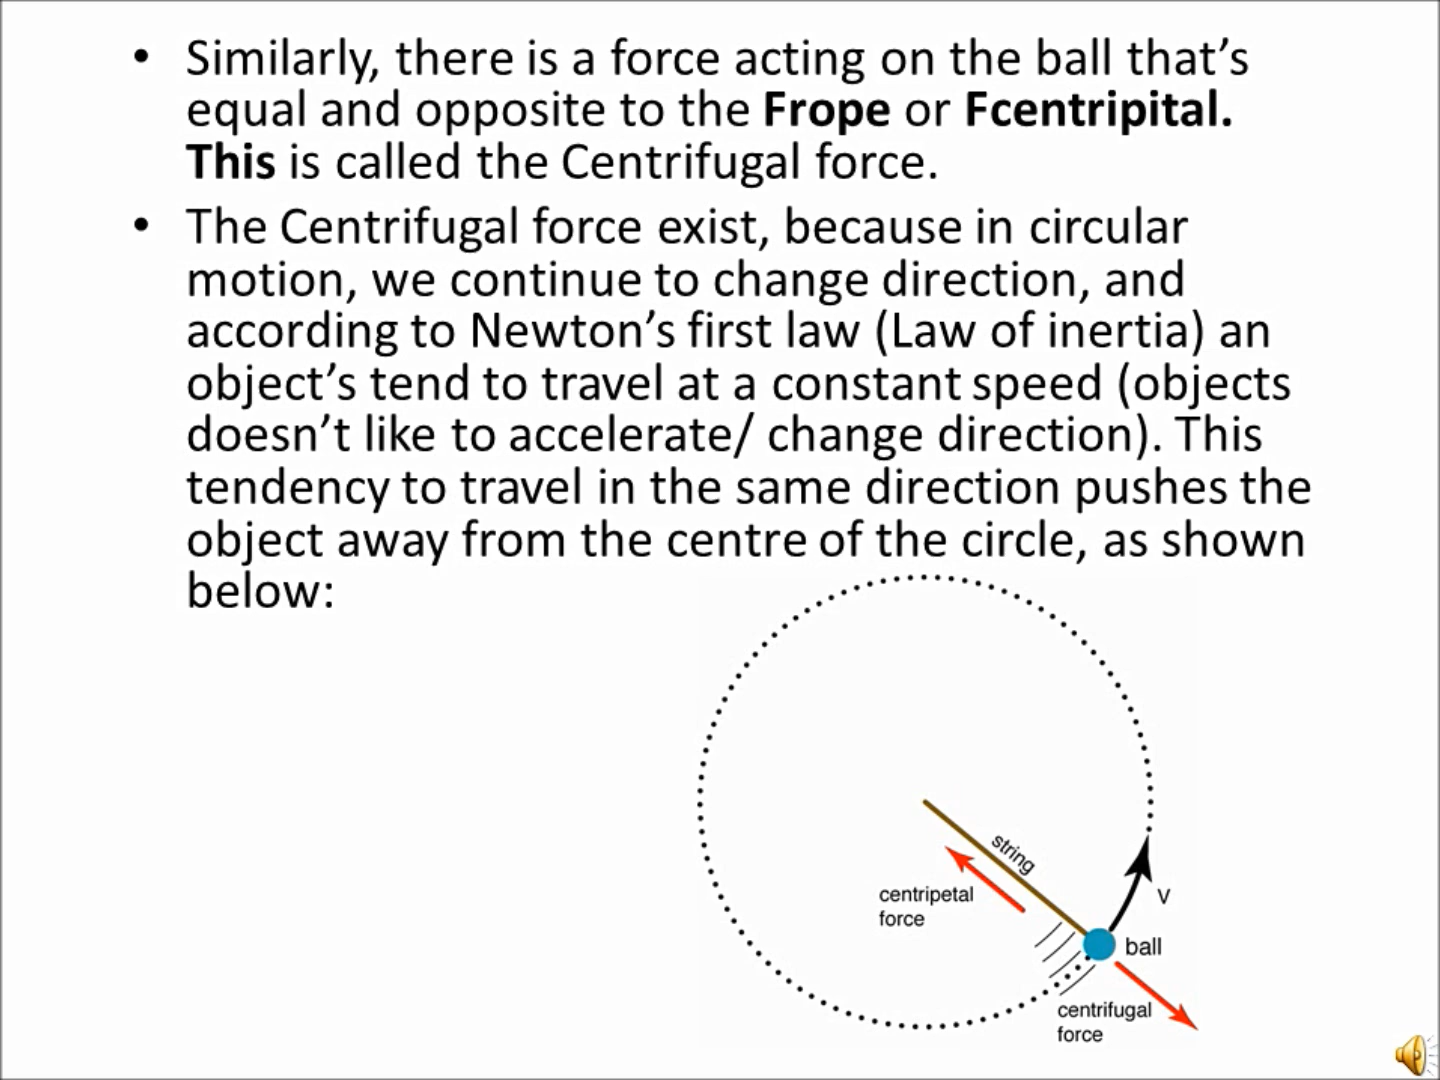 • Similarly, there is a force acting on the ball that's
equal and opposite to the Frope or Fcentripital.
This is called the Centrifugal force.
• The Centrifugal force exist, because in circular
motion, we continue to change direction, and
according to Newton's first law (Law of inertia) an
object's tend to travel at a constant speed (objects
doesn't like to accelerate/ change direction). This
tendency to travel in the same direction pushes the
object away from the centre of the circle, as shown
below:
string
centripetal
force
V
ball
centrifugal
force